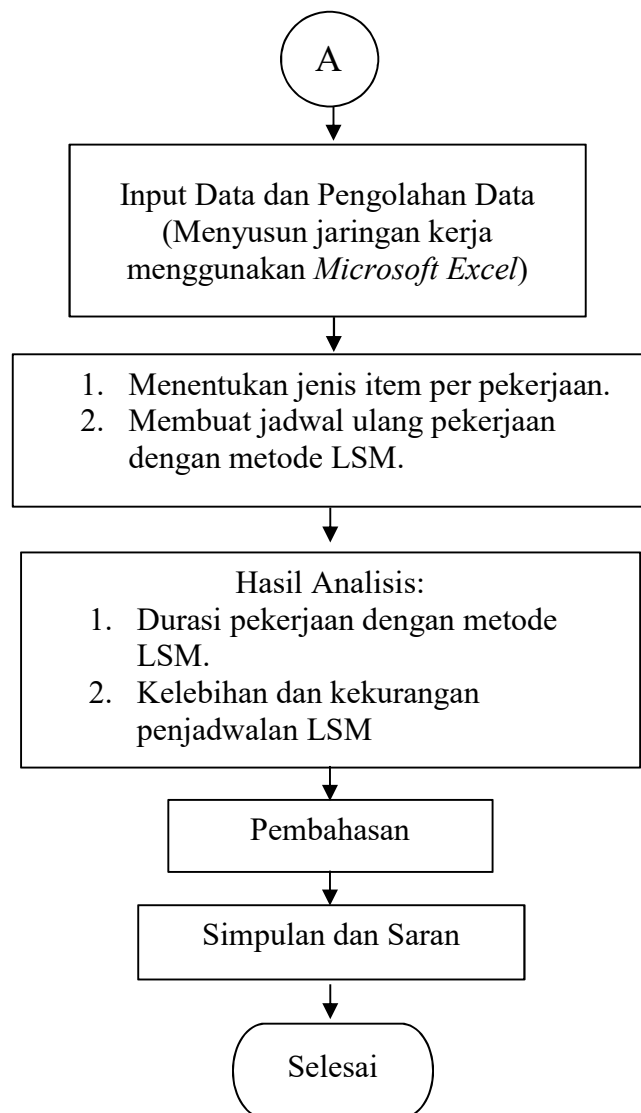 A
Input Data dan Pengolahan Data
(Menyusun jaringan kerja
menggunakan Microsoft Excel)
1. Menentukan jenis item per pekerjaan.
2. Membuat jadwal ulang pekerjaan
dengan metode LSM.
Hasil Analisis:
1. Durasi pekerjaan dengan metode
LSM.
2. Kelebihan dan kekurangan
penjadwalan LSM
Pembahasan
Simpulan dan Saran
Selesai